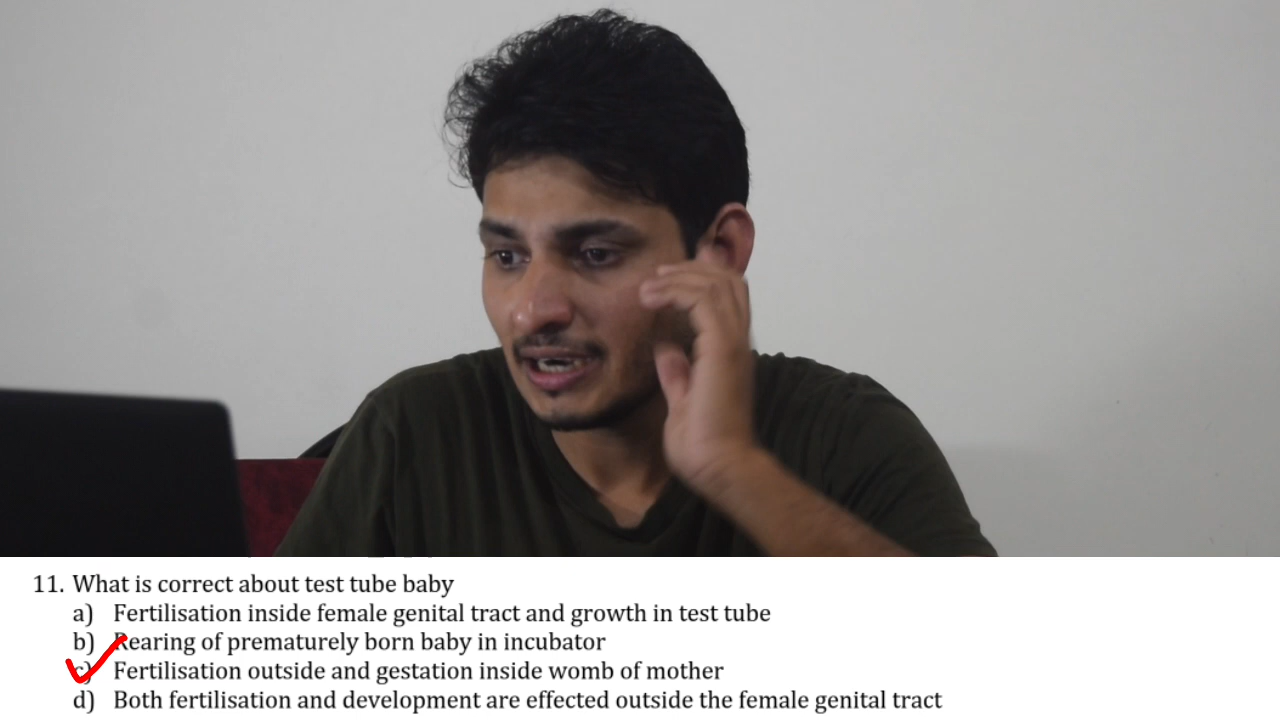 11. What is correct about test tube baby
a) Fertilisation inside female genital tract and growth in test tube
b) Rearing of prematurely born baby in incubator
c) Fertilisation outside and gestation inside womb of mother
d) Both fertilisation and development are effected outside the female genital tract